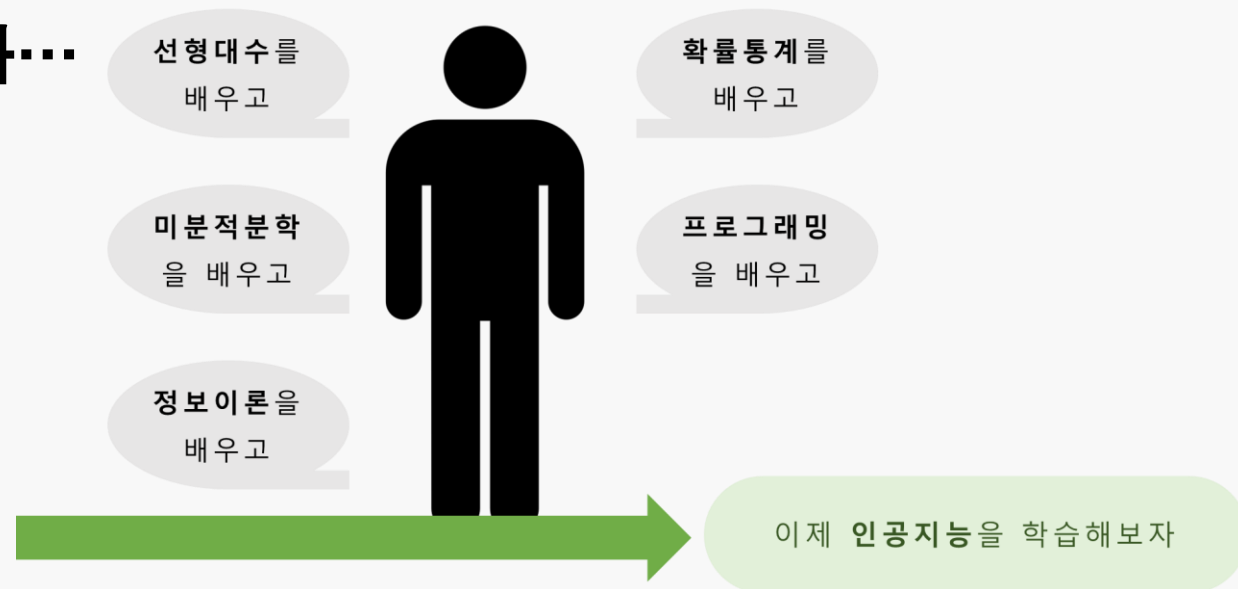 선형대수를
배우고
확률통계를
배우고
미분적분학
을 배우고
프로그래밍
을 배우고
정보이론을
배우고
이제 인공지능을 학습해보자